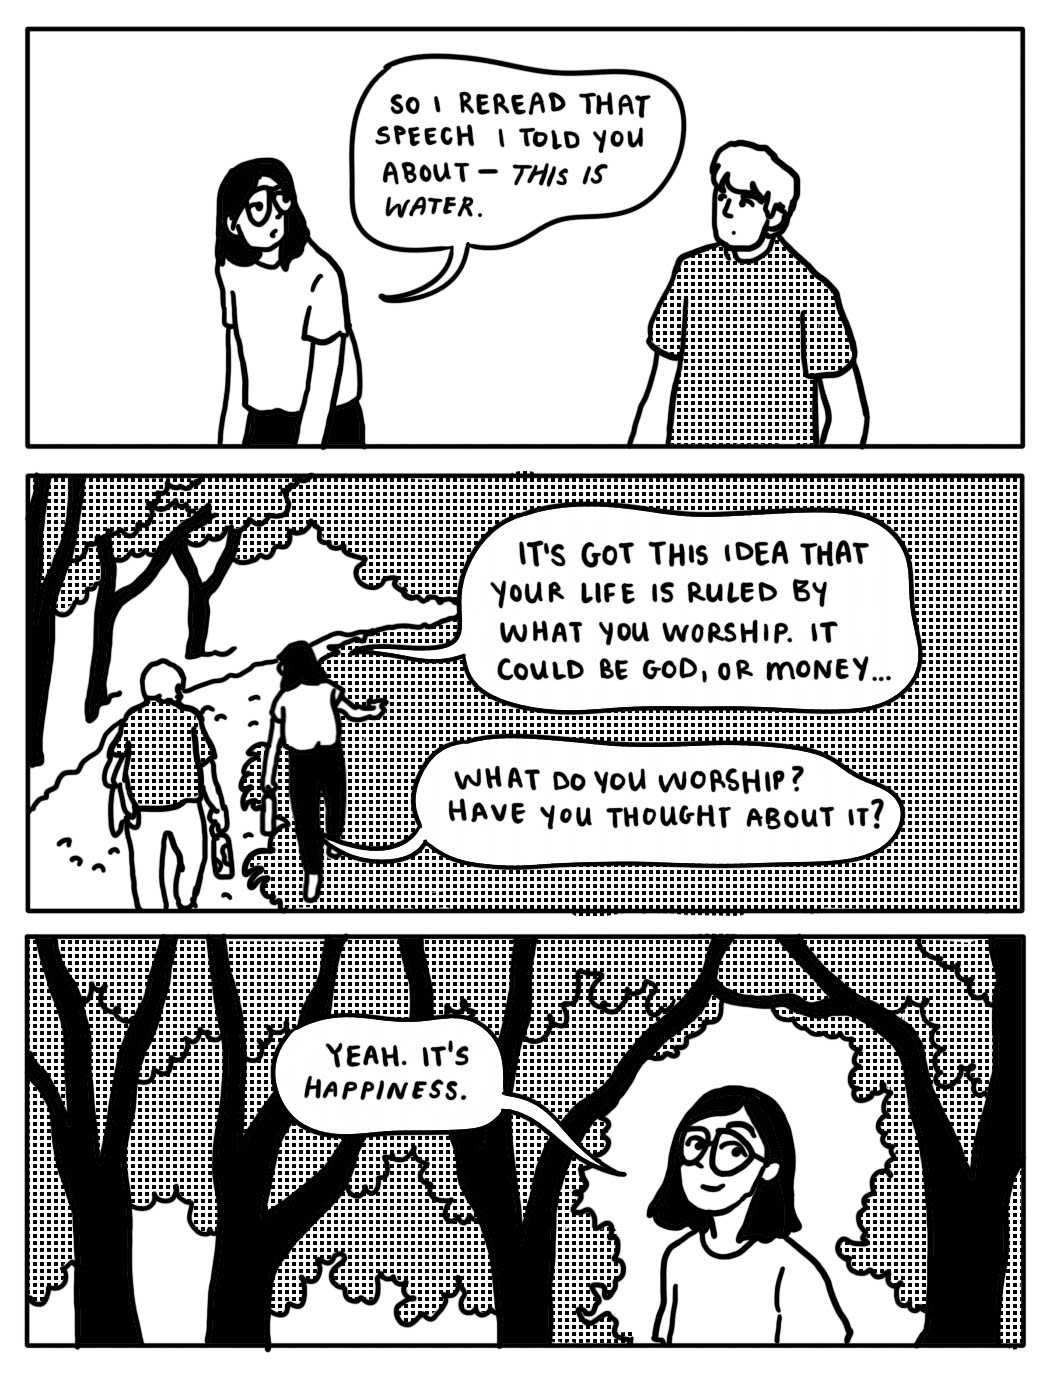 SO I REREAD THAT
SPEECH I TOLD YOU
ABOUT — THIS IS
WATER.
IT'S GOT THIS IDEA THAT
YOUR LIFE IS RULED BY
WHAT YOU WORSHIP. IT
COULD BE GOD, OR MONEY...
WHAT DO YOU WORSHIP?
HAVE YOU THOUGHT ABOUT IT?
YEAH. IT'S
HAPPINESS.